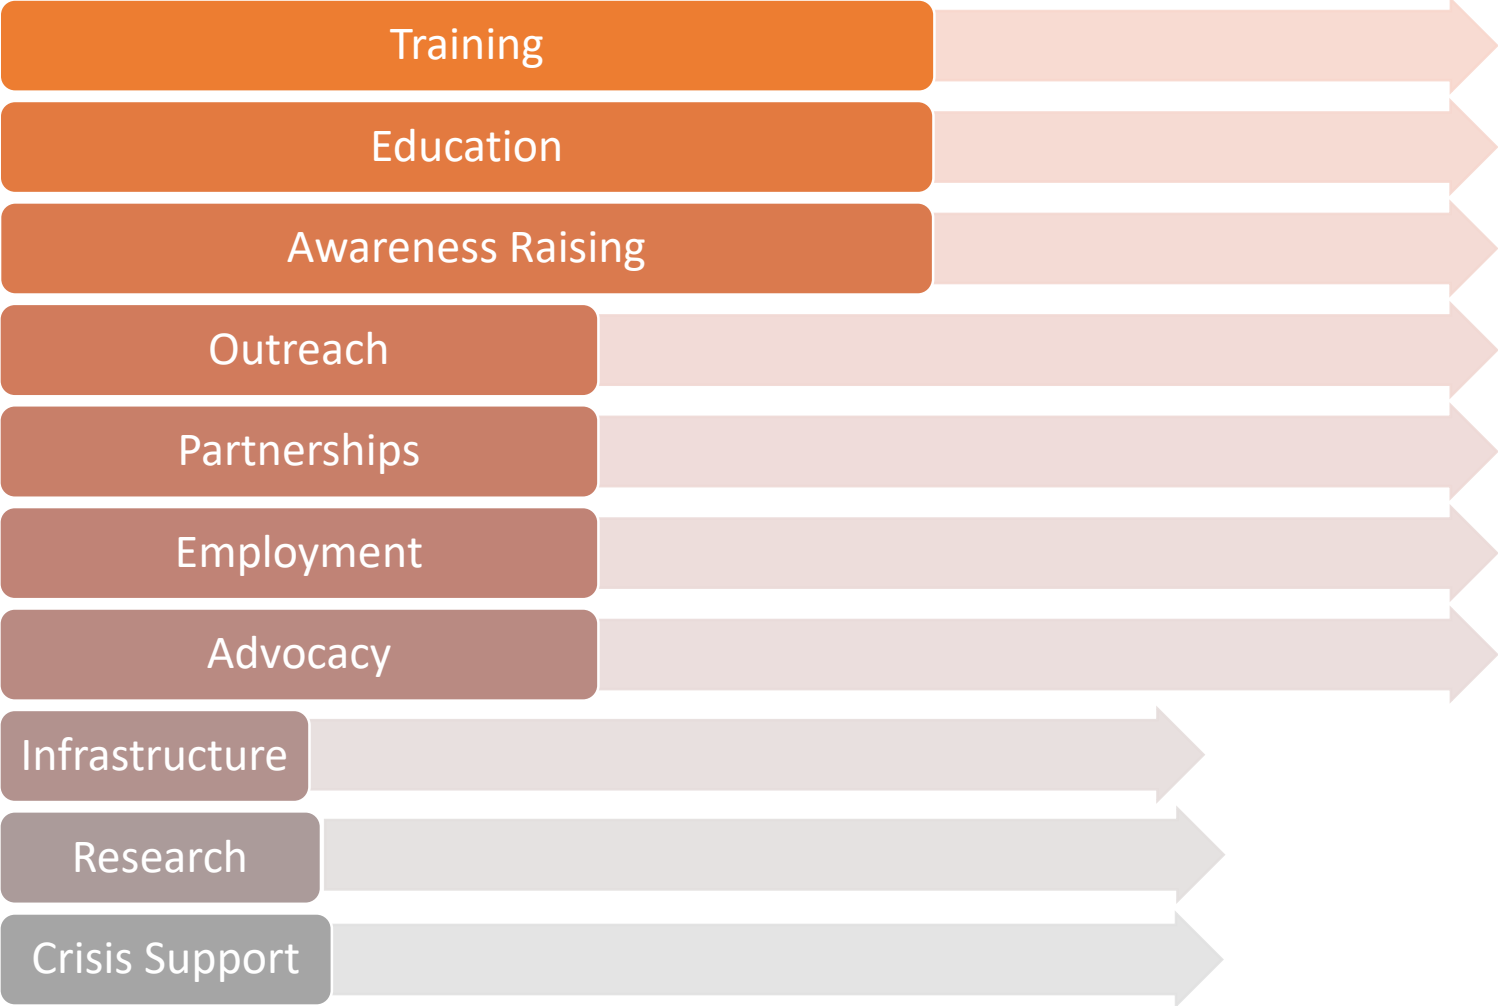 Training
Education
Awareness Raising
Outreach
Partnerships
Employment
Advocacy
Infrastructure
Research
Crisis Support